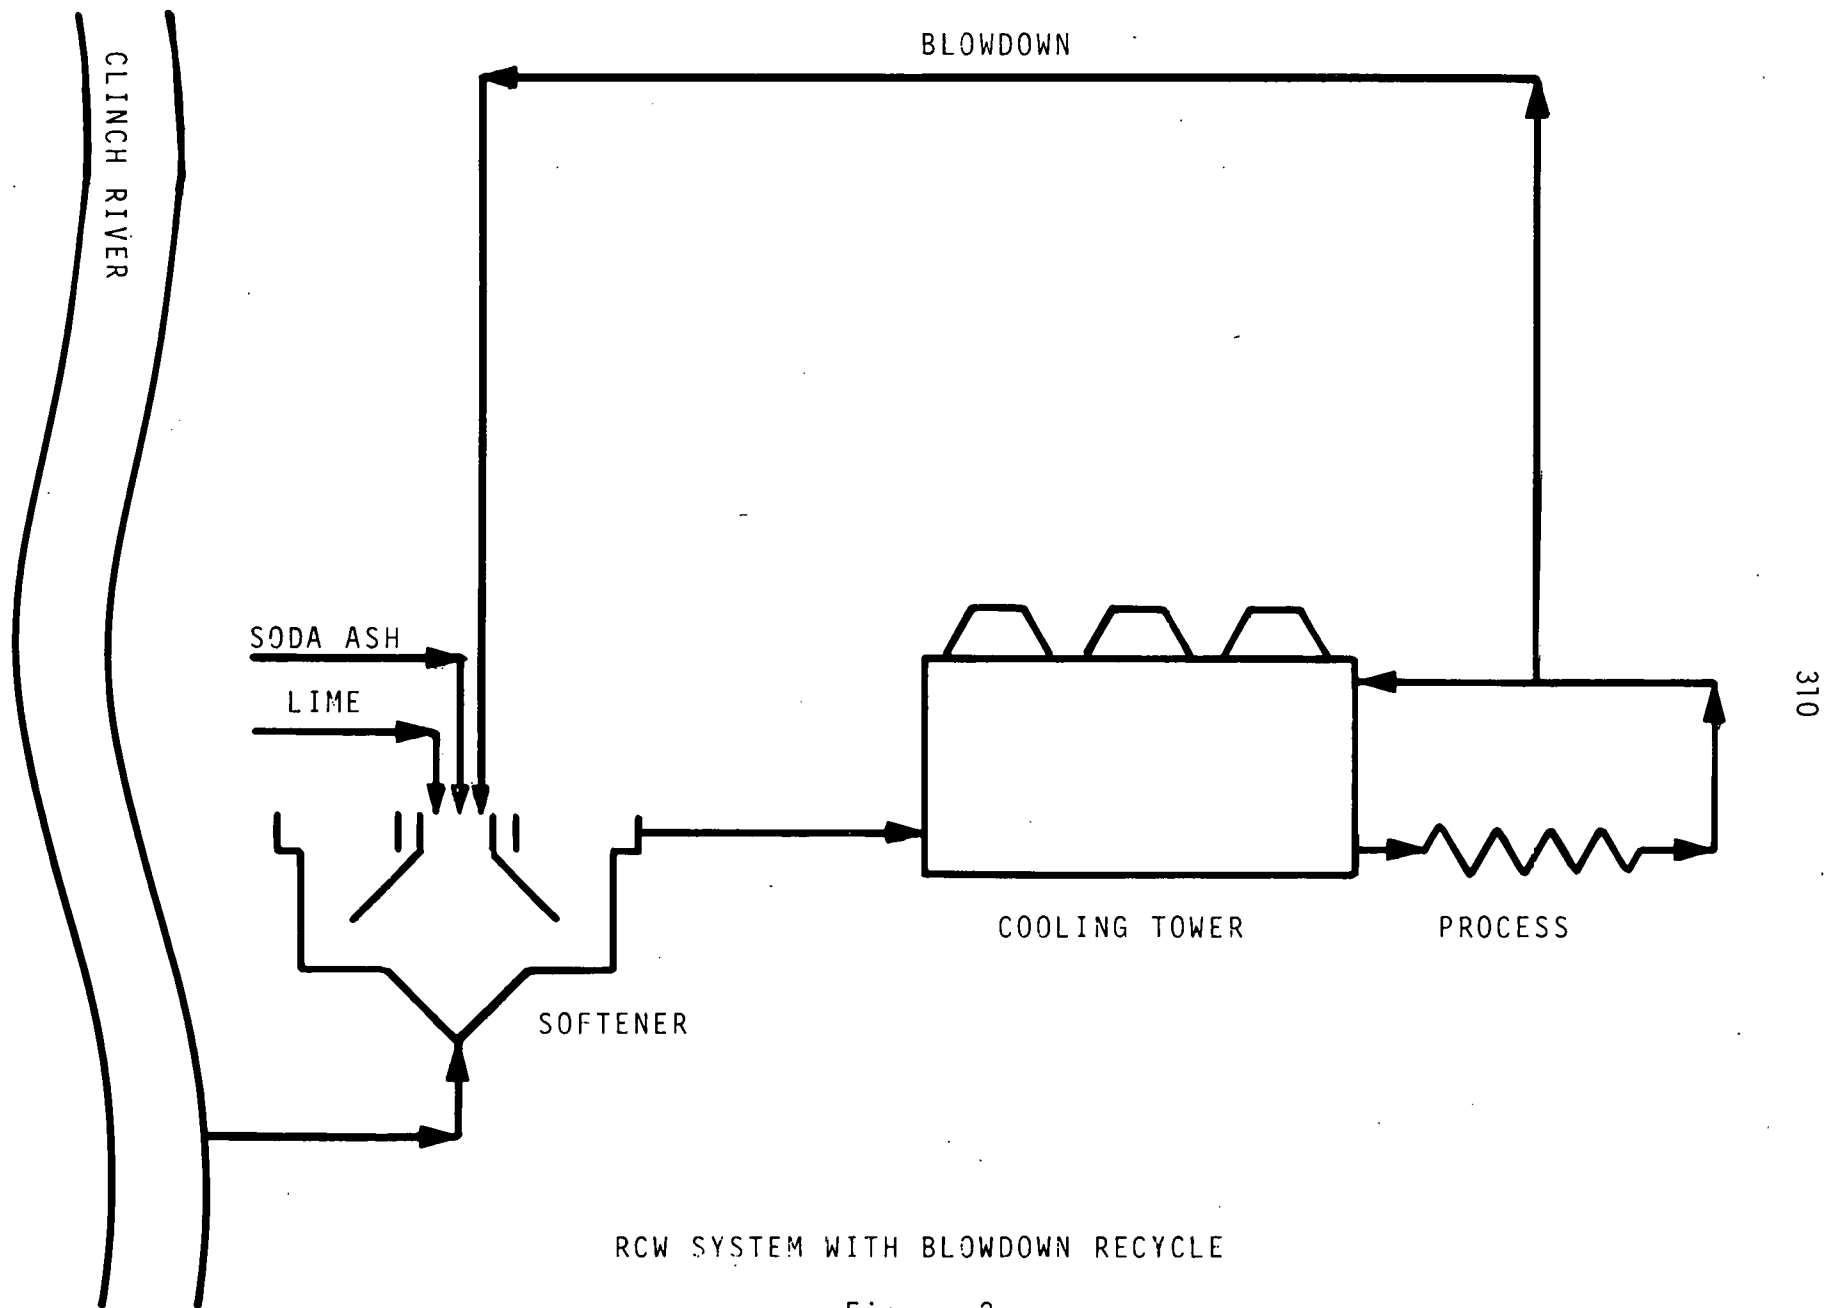 BLOWDOWN
CLINCH RIVER
SODA ASH
LIME
310
COOLING TOWER
PROCESS
SOFTENER
RCW SYSTEM WITH BLOWDOWN RECYCLE